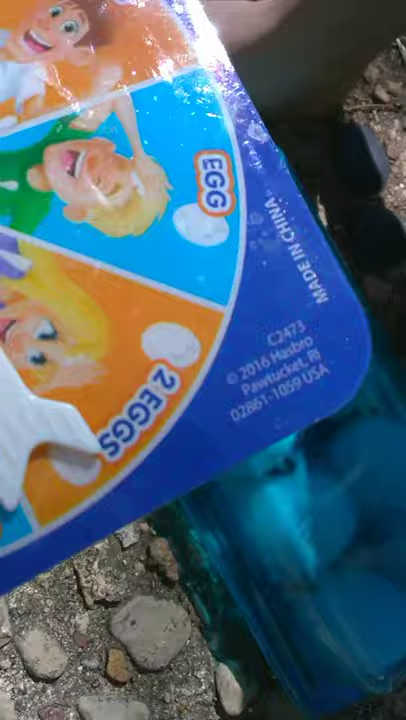 EGG
2 EGGS
MADE IN CHINA
C2473
© 2016 Hasbro
Pawtucket, RI
02861-1059 USA